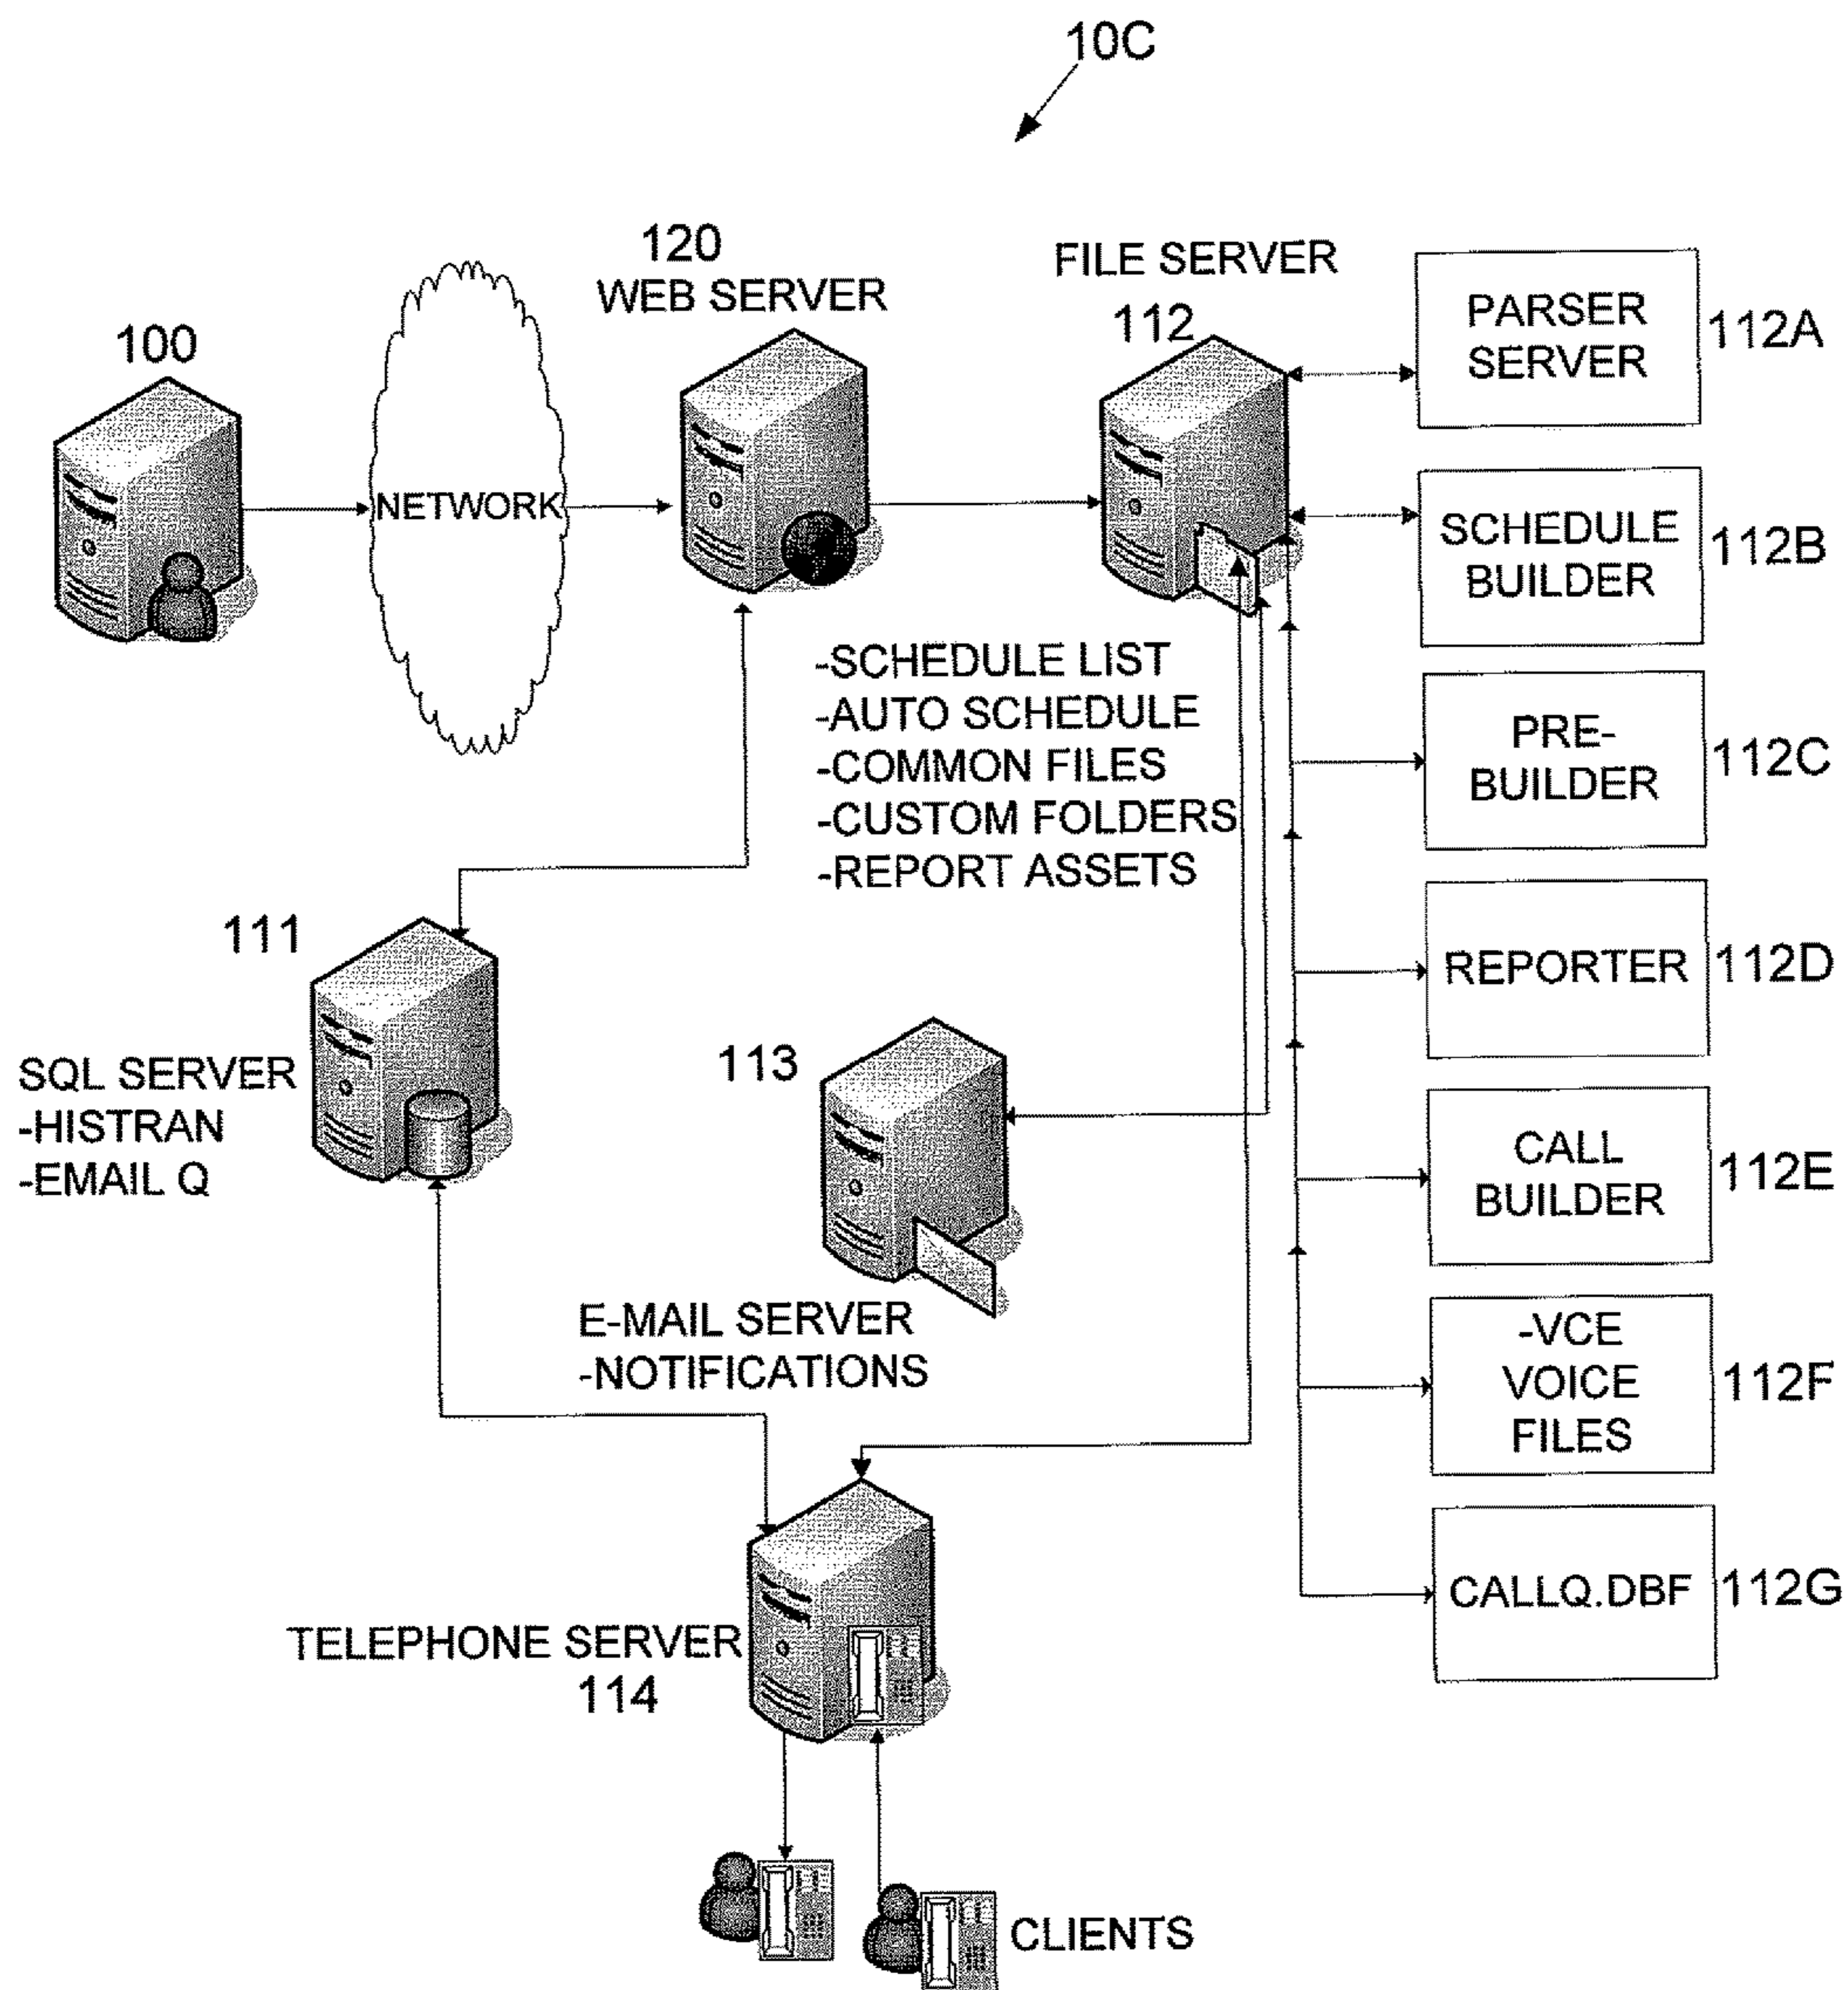 10C
120
WEB SERVER
FILE SERVER
112
PARSER
SERVER
112A
100
NETWORK
SCHEDULE
BUILDER
112B
-SCHEDULE LIST
-AUTO SCHEDULE
-COMMON FILES
-CUSTOM FOLDERS
-REPORT ASSETS
PRE-
BUILDER
112C
111
REPORTER
112D
SQL SERVER
-HISTRAN
-EMAIL Q
113
CALL
BUILDER
112E
E-MAIL SERVER
-NOTIFICATIONS
-VCE
VOICE
FILES
112F
CALLQ.DBF
112G
TELEPHONE SERVER
114
CLIENTS